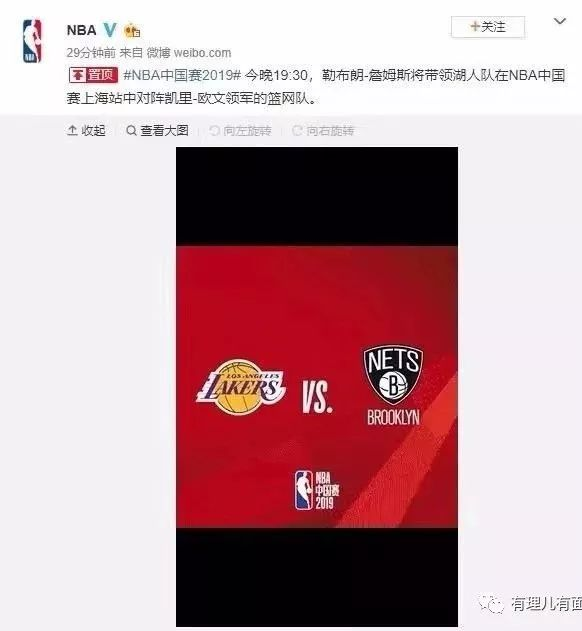 NBA
NBA
+关注
29分钟前 来自 微博 weibo.com
置顶 #NBA中国赛2019# 今晚19:30，勒布朗-詹姆斯将带领湖人队在NBA中国
赛上海站中对阵凯里-欧文领军的篮网队。
收起 查看大图 向左旋转 向右旋转
LOS ANGELES
LAKERS
VS.
NETS
B
BROOKLYN
NBA
NBA
中国赛
2019
有理儿有面